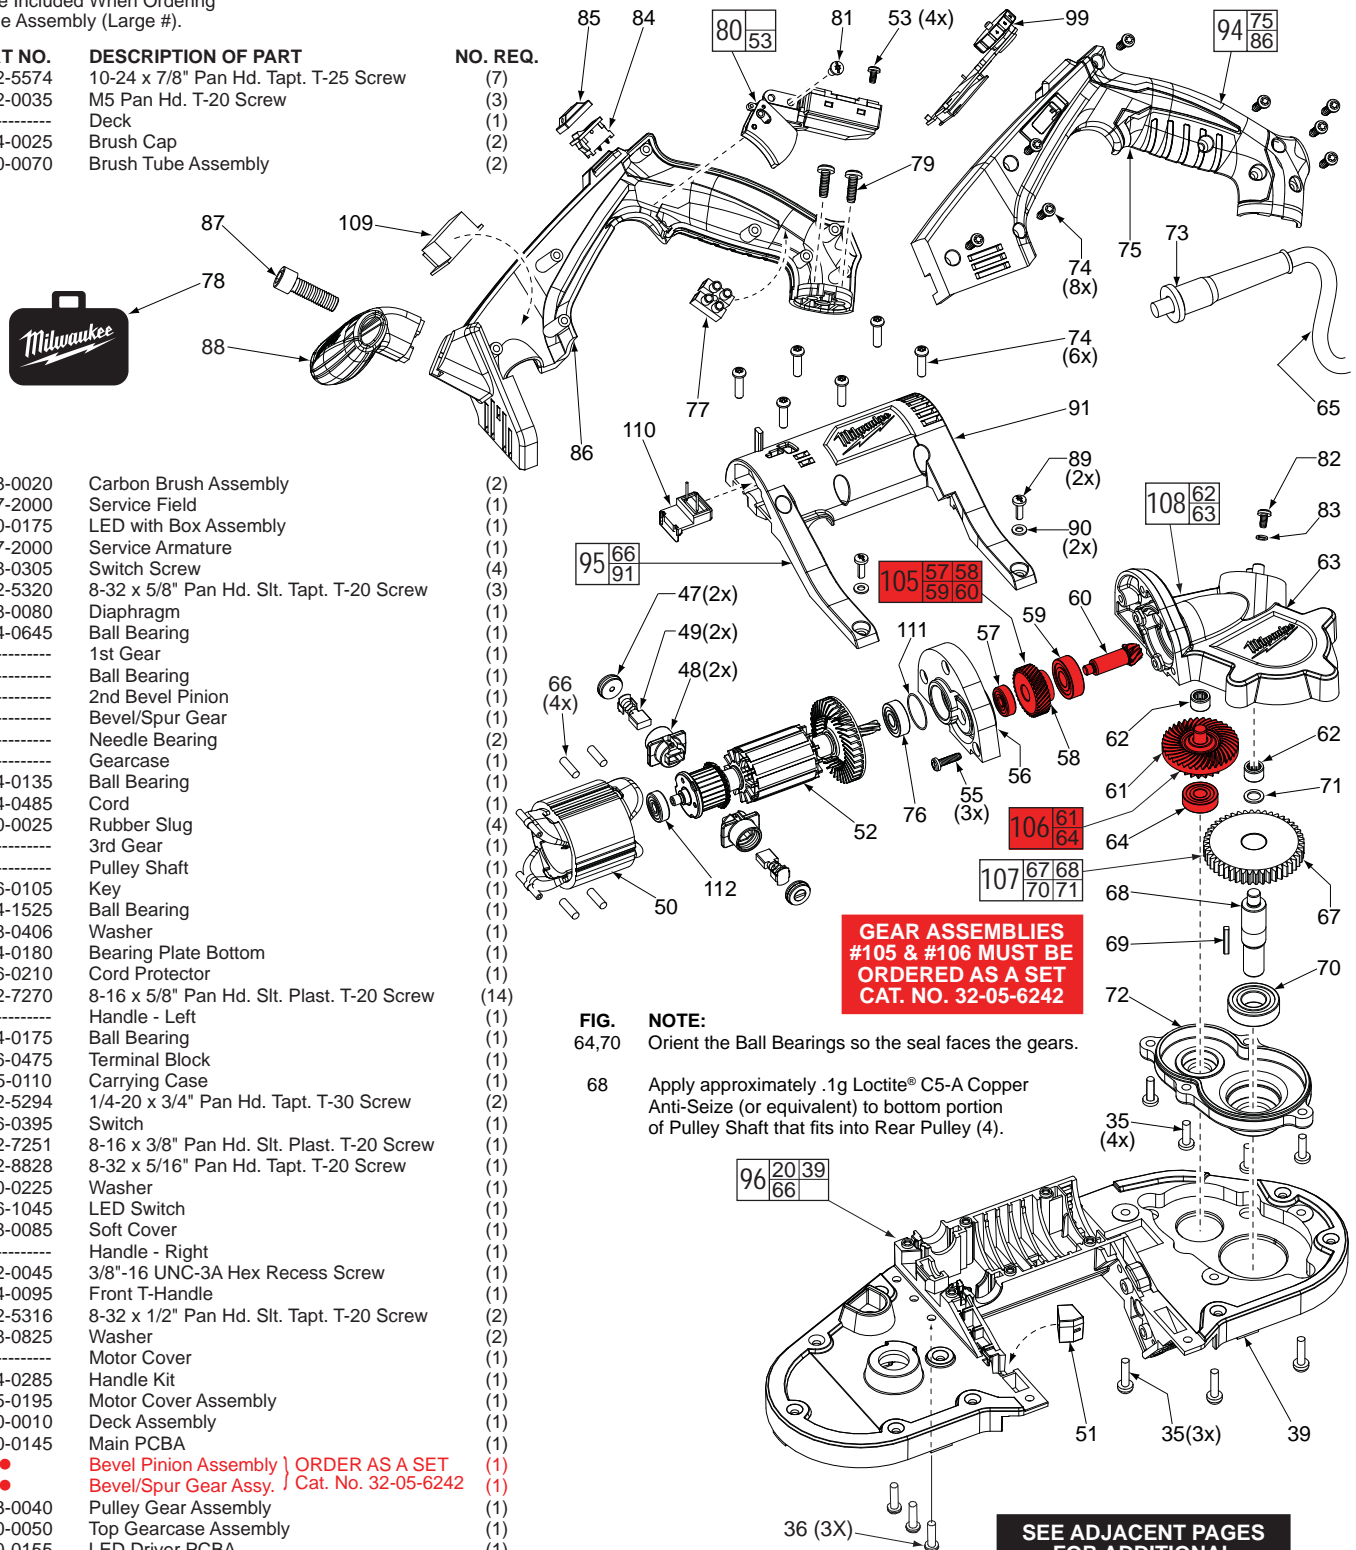 e Included When Ordering
e Assembly (Large #).
T NO. DESCRIPTION OF PART NO. REQ.
2-5574 10-24 x 7/8" Pan Hd. Tapt. T-25 Screw (7)
2-0035 M5 Pan Hd. T-20 Screw (3)
--------- Deck (1)
4-0025 Brush Cap (2)
0-0070 Brush Tube Assembly (2)
85 84 80 53 81 53 (4x) 99 94 75 86
79
87 109
78
Milwaukee
88
77
86
74 (8x)
75
73
74 (6x)
65
91
110
89 (2x)
90 (2x)
82
83
108 62 63
63
95 66 91
105 57 58 59 60
47(2x)
49(2x)
48(2x)
66 (4x)
111 57 59 60
Milwaukee
Milwaukee
62
62
58
56
55 (3x)
76
52
61
71
106 61 64
64
107 67 68 70 71
67
68
69
70
72
112
50
3-0020 Carbon Brush Assembly (2)
7-2000 Service Field (1)
0-0175 LED with Box Assembly (1)
7-2000 Service Armature (1)
3-0305 Switch Screw (4)
2-5320 8-32 x 5/8" Pan Hd. Slt. Tapt. T-20 Screw (3)
3-0080 Diaphragm (1)
4-0645 Ball Bearing (1)
--------- 1st Gear (1)
--------- Ball Bearing (1)
--------- 2nd Bevel Pinion (1)
--------- Bevel/Spur Gear (1)
--------- Needle Bearing (2)
--------- Gearcase (1)
4-0135 Ball Bearing (1)
4-0485 Cord (1)
0-0025 Rubber Slug (4)
--------- 3rd Gear (1)
--------- Pulley Shaft (1)
6-0105 Key (1)
4-1525 Ball Bearing (1)
3-0406 Washer (1)
4-0180 Bearing Plate Bottom (1)
6-0210 Cord Protector (1)
2-7270 8-16 x 5/8" Pan Hd. Slt. Plast. T-20 Screw (14)
--------- Handle - Left (1)
4-0175 Ball Bearing (1)
6-0475 Terminal Block (1)
5-0110 Carrying Case (1)
2-5294 1/4-20 x 3/4" Pan Hd. Tapt. T-30 Screw (2)
6-0395 Switch (1)
2-7251 8-16 x 3/8" Pan Hd. Slt. Plast. T-20 Screw (1)
2-8828 8-32 x 5/16" Pan Hd. Tapt. T-20 Screw (1)
0-0225 Washer (1)
6-1045 LED Switch (1)
3-0085 Soft Cover (1)
--------- Handle - Right (1)
2-0045 3/8"-16 UNC-3A Hex Recess Screw (1)
4-0095 Front T-Handle (1)
2-5316 8-32 x 1/2" Pan Hd. Slt. Tapt. T-20 Screw (2)
3-0825 Washer (2)
--------- Motor Cover (1)
4-0285 Handle Kit (1)
5-0195 Motor Cover Assembly (1)
0-0010 Deck Assembly (1)
0-0145 Main PCBA (1)
● Bevel Pinion Assembly } ORDER AS A SET (1)
● Bevel/Spur Gear Assy. Cat. No. 32-05-6242 (1)
3-0040 Pulley Gear Assembly (1)
0-0050 Top Gearcase Assembly (1)
0-0155 LED Driver PCBA (1)
GEAR ASSEMBLIES
#105 & #106 MUST BE
ORDERED AS A SET
CAT. NO. 32-05-6242
FIG. NOTE:
64,70 Orient the Ball Bearings so the seal faces the gears.
68 Apply approximately .1g Loctite® C5-A Copper
Anti-Seize (or equivalent) to bottom portion
of Pulley Shaft that fits into Rear Pulley (4).
35 (4x)
96 20 39 66
51
35(3x)
39
36 (3X)
SEE ADJACENT PAGES
FOR ADDITIONAL